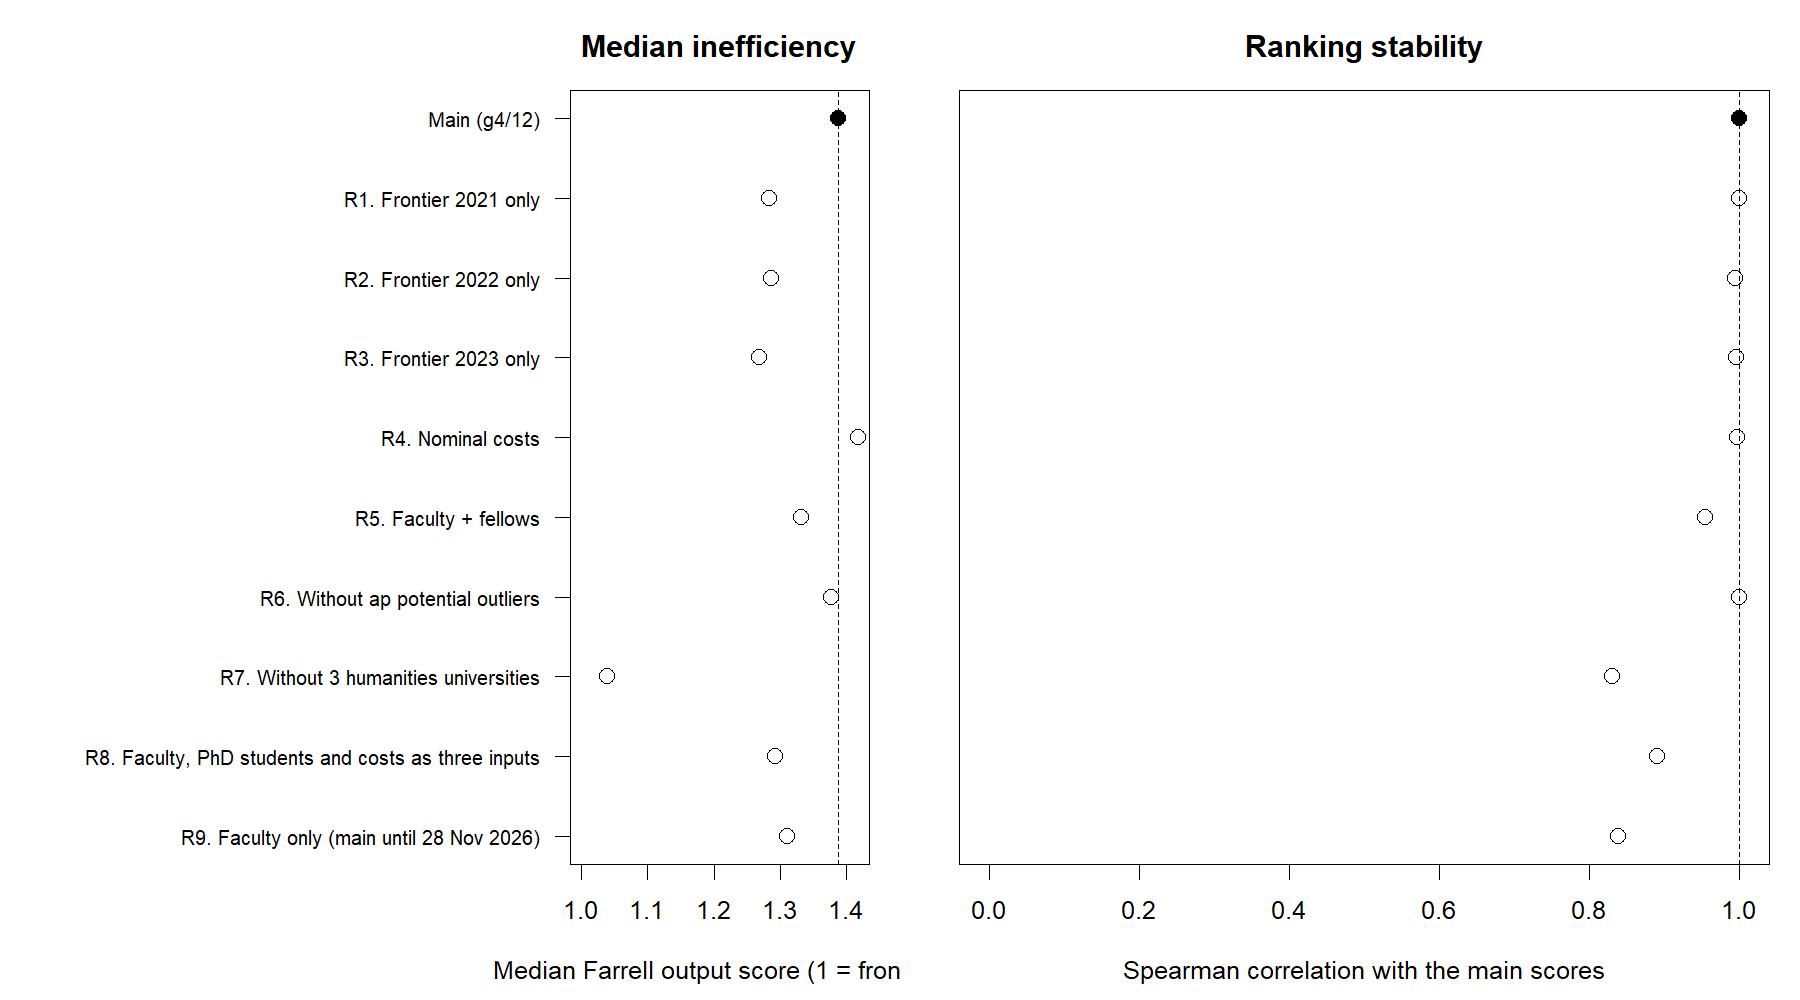 Median inefficiency
Ranking stability
Main (g4/12)
R1. Frontier 2021 only
R2. Frontier 2022 only
R3. Frontier 2023 only
R4. Nominal costs
R5. Faculty + fellows
R6. Without ap potential outliers
R7. Without 3 humanities universities
R8. Faculty, PhD students and costs as three inputs
R9. Faculty only (main until 28 Nov 2026)
1.0 1.1 1.2 1.3 1.4
0.0 0.2 0.4 0.6 0.8 1.0
Median Farrell output score (1 = fron
Spearman correlation with the main scores